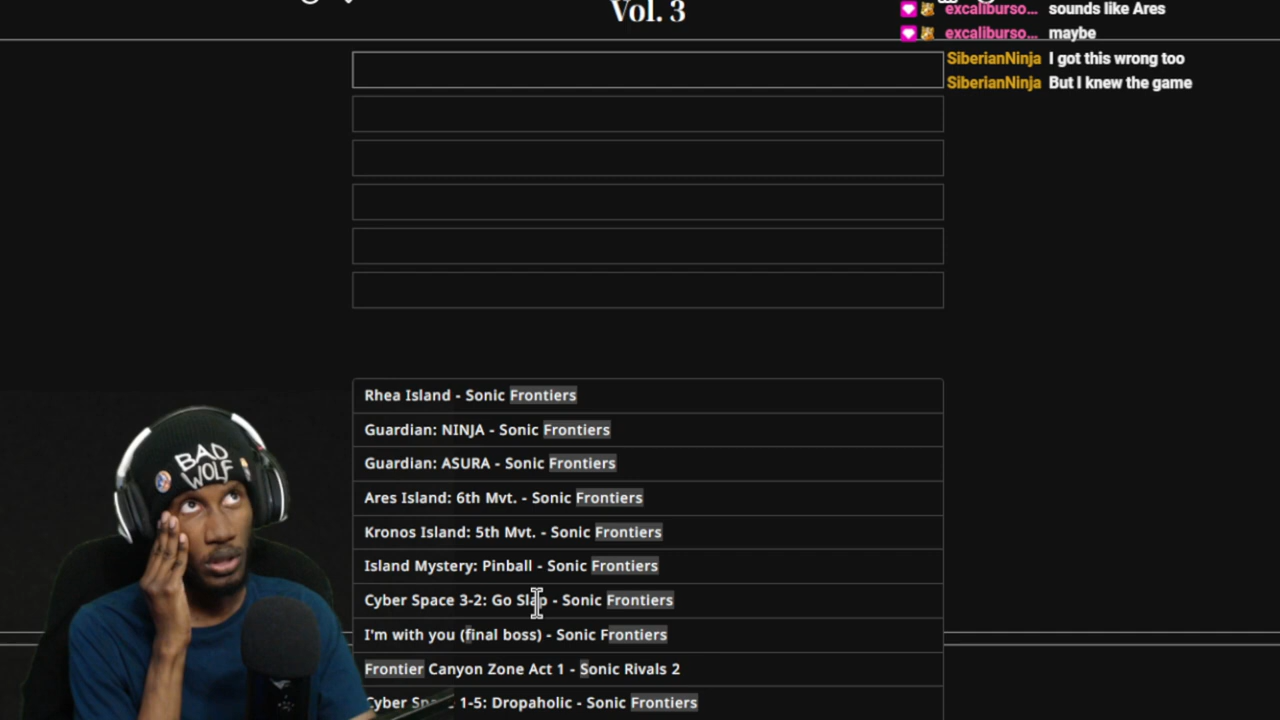 Vol. 3
excaliburso... sounds like Ares
excaliburso... maybe
SiberianNinja I got this wrong too
SiberianNinja But I knew the game
Rhea Island - Sonic Frontiers
Guardian: NINJA - Sonic Frontiers
Guardian: ASURA - Sonic Frontiers
Ares Island: 6th Mvt. - Sonic Frontiers
Kronos Island: 5th Mvt. - Sonic Frontiers
Island Mystery: Pinball - Sonic Frontiers
Cyber Space 3-2: Go Slap - Sonic Frontiers
I'm with you (final boss) - Sonic Frontiers
Frontier Canyon Zone Act 1 - Sonic Rivals 2
Cyber 1-5: Dropaholic - Sonic Frontiers
BAD
WOLF